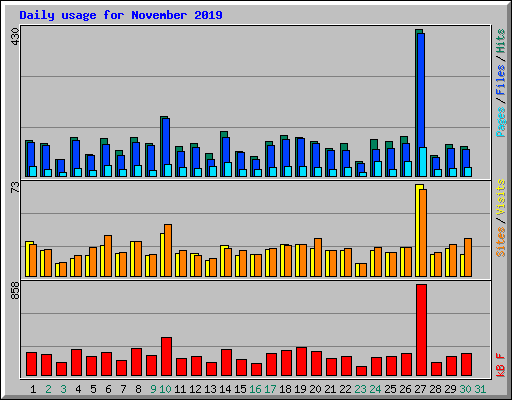 Daily usage for November 2019
430
Pages / Files / Hits
73
Sites / Visits
858
kB F
1 2 3 4 5 6 7 8 9 10 11 12 13 14 15 16 17 18 19 20 21 22 23 24 25 26 27 28 29 30 31